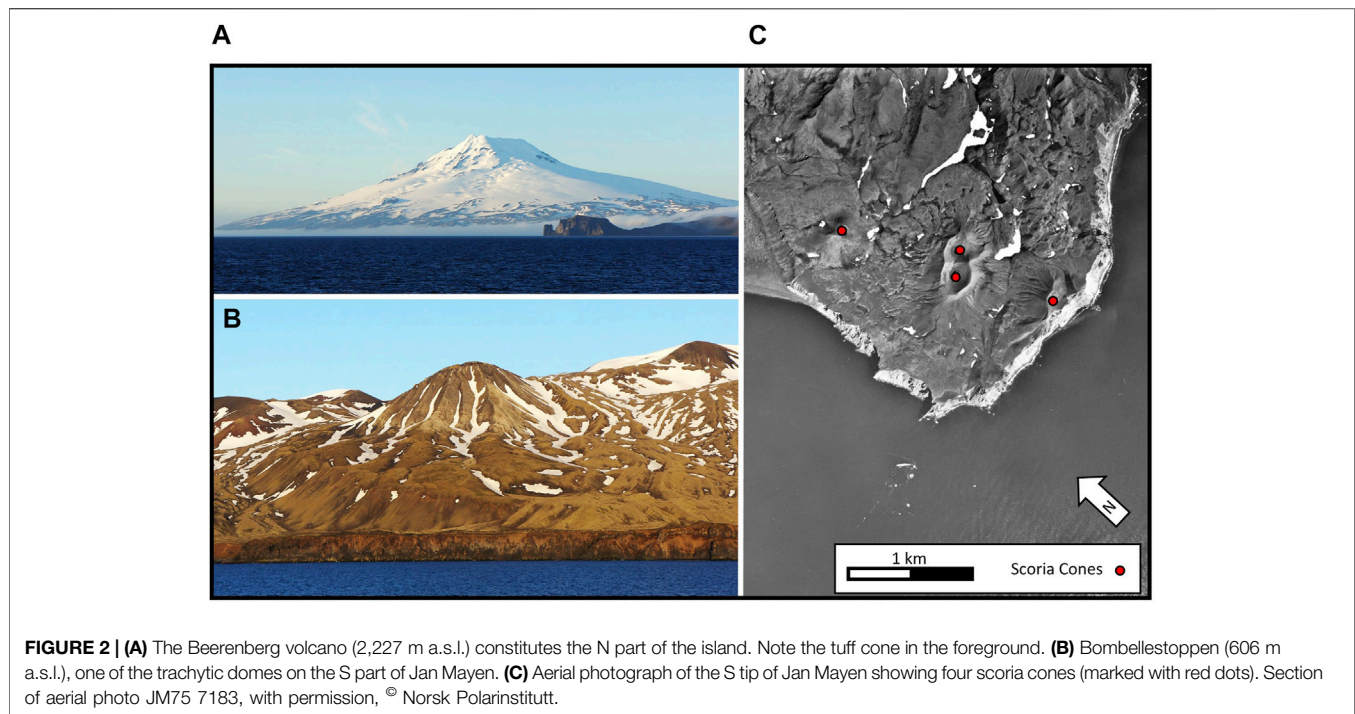 A
C
B
N
1 km
Scoria Cones
FIGURE 2 | (A) The Beerenberg volcano (2,227 m a.s.l.) constitutes the N part of the island. Note the tuff cone in the foreground. (B) Bombellestoppen (606 m
a.s.l.), one of the trachytic domes on the S part of Jan Mayen. (C) Aerial photograph of the S tip of Jan Mayen showing four scoria cones (marked with red dots). Section
of aerial photo JM75 7183, with permission, © Norsk Polarinstitutt.